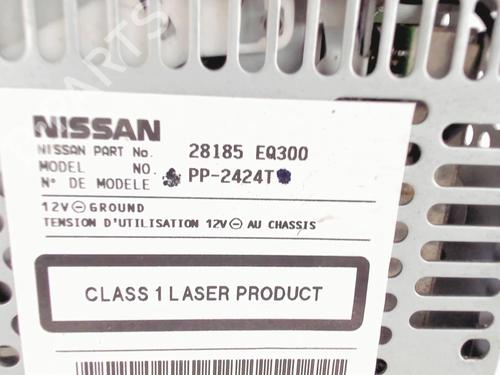 NISSAN
NISSAN PART No. 28185 EQ300
MODEL NO.
N° DE MODELE PP-2424T
12V⊖GROUND
TENSION D'UTILISATION 12V⊖ AU CHASSIS
CLASS 1 LASER PRODUCT